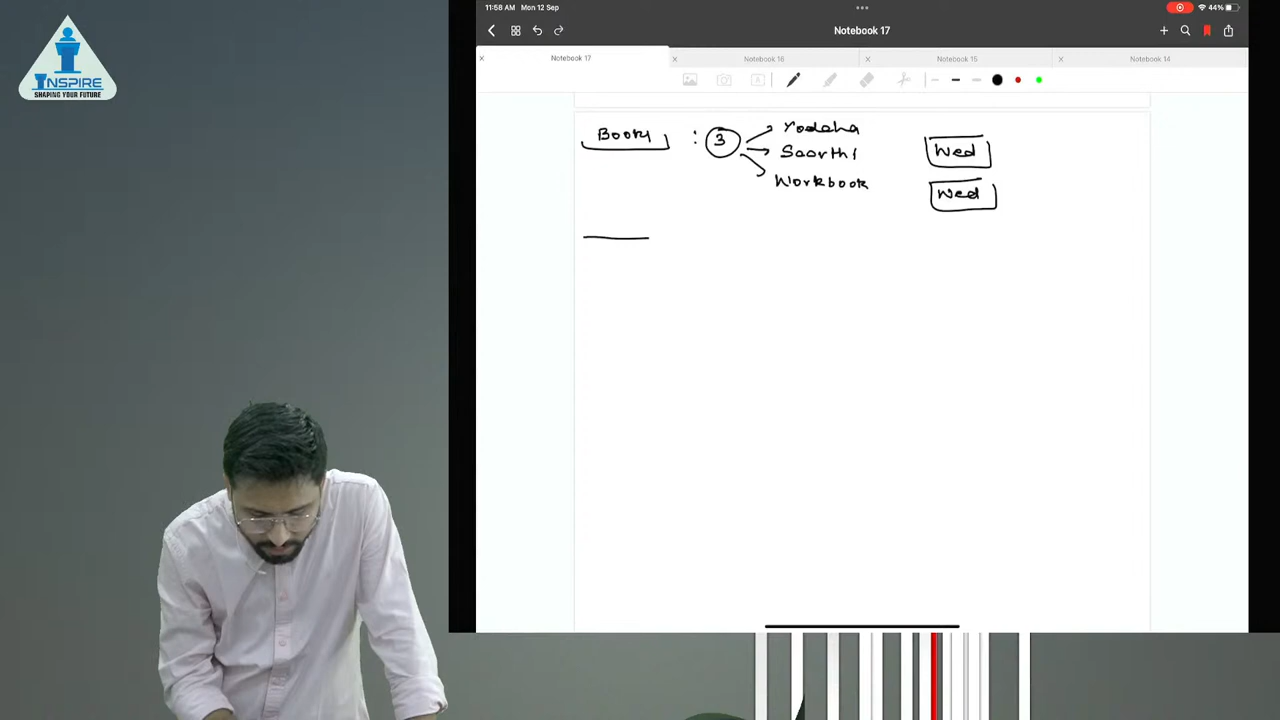 11:58 AM Mon 12 Sep
44%
Notebook 17
Notebook 17
Notebook 16
Notebook 15
Notebook 14
INSPIRE
SHAPING YOUR FUTURE
Books : 3
Yoddha
Saarthi
Workbook
Wed
Wed